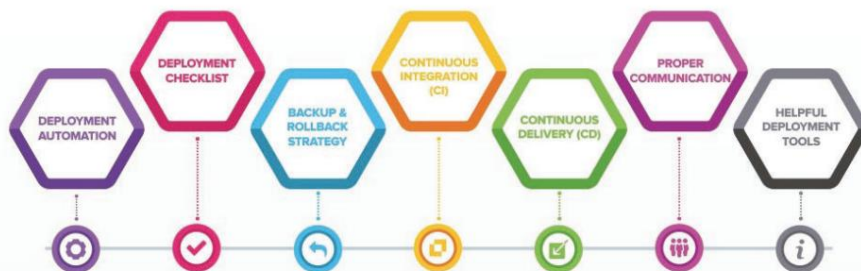 DEPLOYMENT
AUTOMATION
DEPLOYMENT
CHECKLIST
BACKUP &
ROLLBACK
STRATEGY
CONTINUOUS
INTEGRATION
(CI)
CONTINUOUS
DELIVERY (CD)
PROPER
COMMUNICATION
HELPFUL
DEPLOYMENT
TOOLS